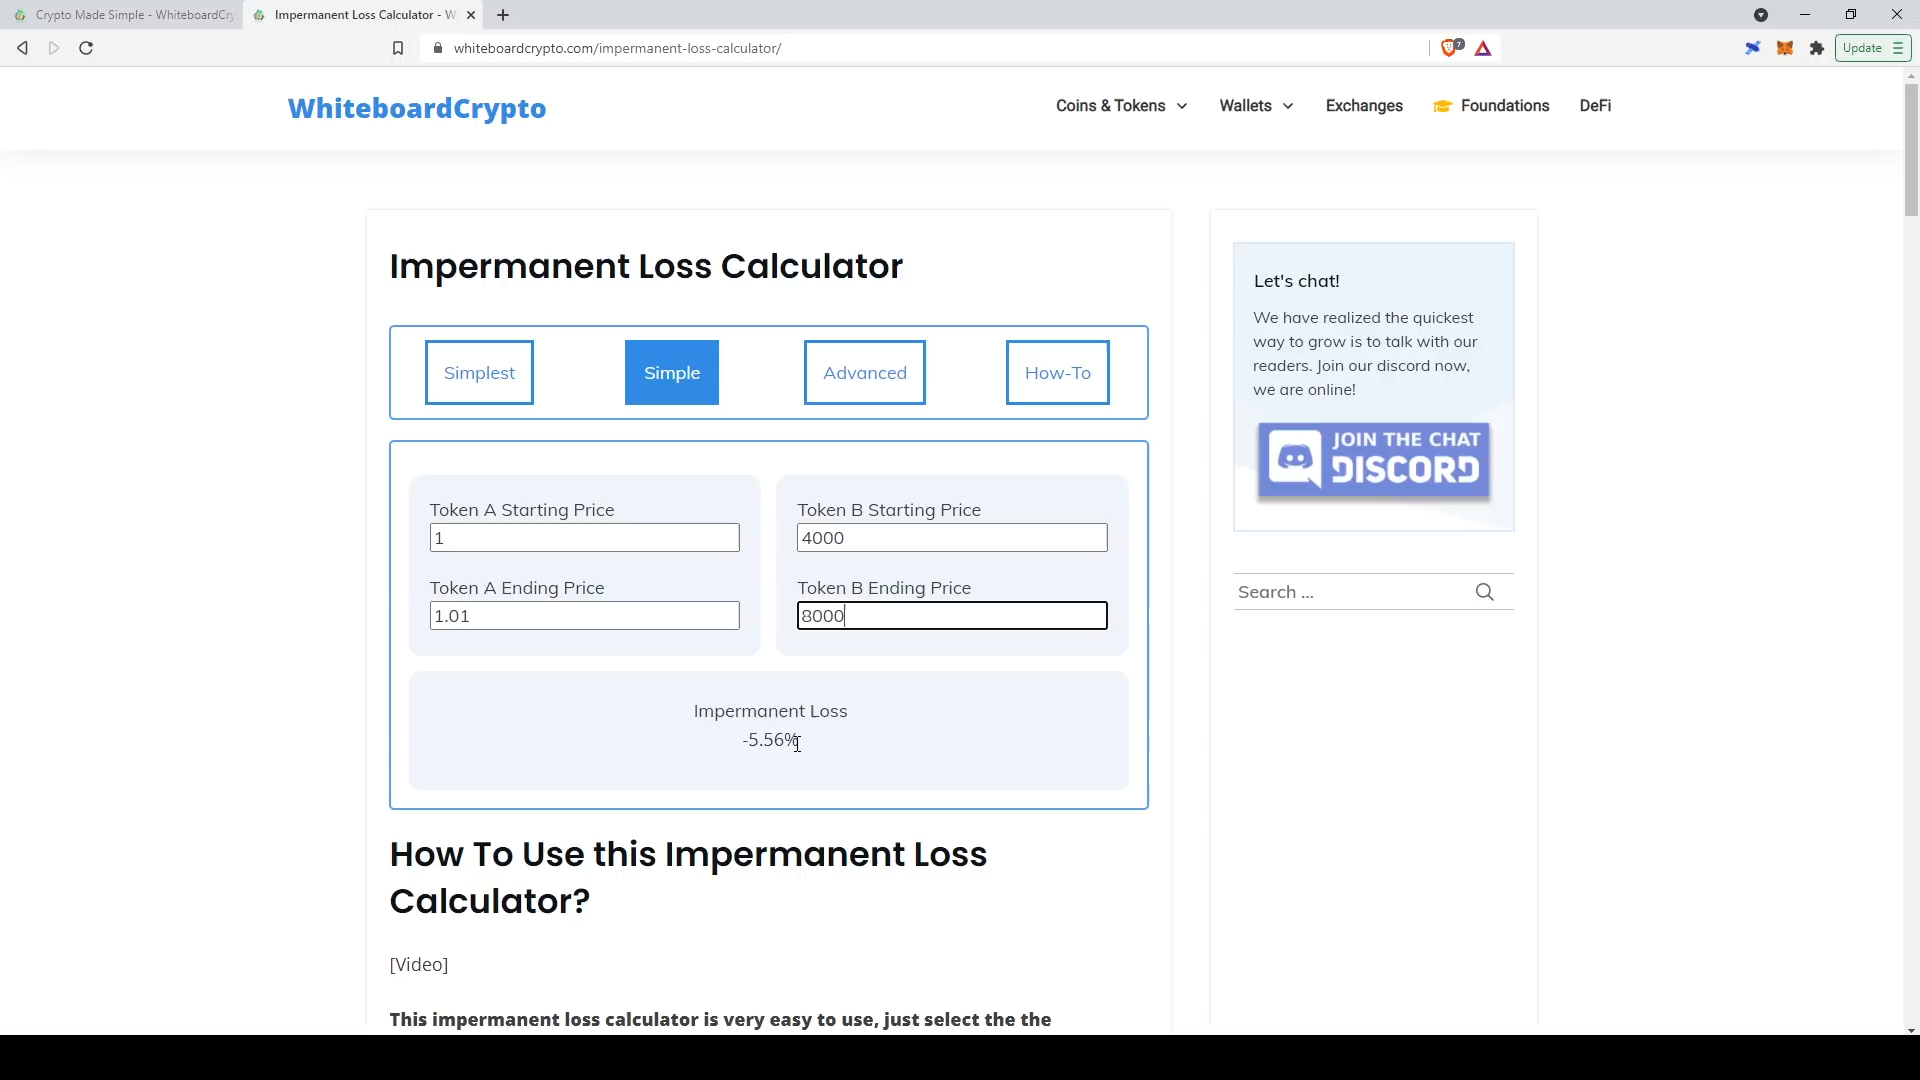 Crypto Made Simple - WhiteboardCry
Impermanent Loss Calculator - W
whiteboardcrypto.com/impermanent-loss-calculator/
7
Update
WhiteboardCrypto
Coins & Tokens
Wallets
Exchanges
Foundations
DeFi
Impermanent Loss Calculator
Simplest
Simple
Advanced
How-To
Token A Starting Price
1
Token A Ending Price
1.01
Token B Starting Price
4000
Token B Ending Price
8000
Impermanent Loss
-5.56%
How To Use this Impermanent Loss
Calculator?
[Video]
This impermanent loss calculator is very easy to use, just select the the
Let's chat!
We have realized the quickest
way to grow is to talk with our
readers. Join our discord now,
we are online!
JOIN THE CHAT
DISCORD
Search ...